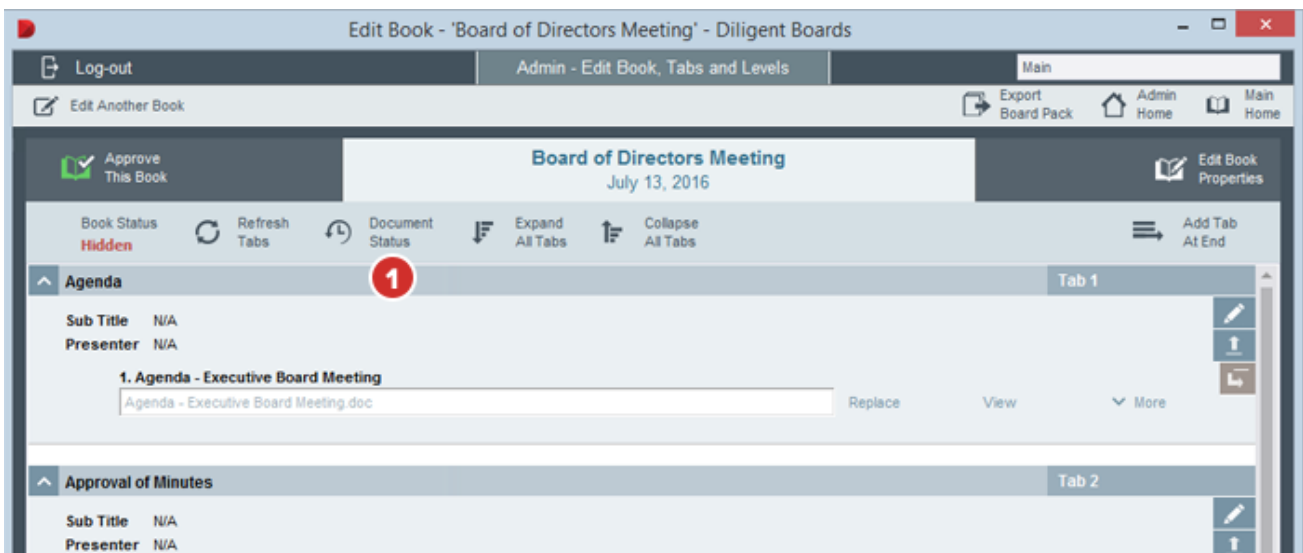 Edit Book - 'Board of Directors Meeting' - Diligent Boards
Log-out
Admin - Edit Book, Tabs and Levels
Main
Edit Another Book
Export
Board Pack
Admin
Home
Main
Home
Approve
This Book
Board of Directors Meeting
July 13, 2016
Edit Book
Properties
Book Status
Hidden
Refresh
Tabs
Document
Status
Expand
All Tabs
Collapse
All Tabs
Add Tab
At End
1
Agenda
Tab 1
Sub Title N/A
Presenter N/A
1. Agenda - Executive Board Meeting
Agenda - Executive Board Meeting.doc
Replace
View
More
Approval of Minutes
Tab 2
Sub Title N/A
Presenter N/A